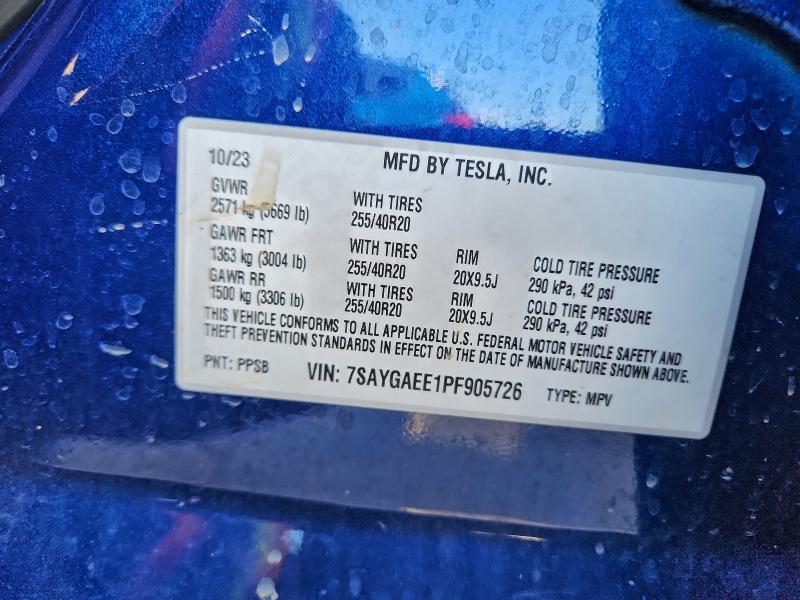 10/23 MFD BY TESLA, INC.
GVWR
2571 kg (5669 lb) WITH TIRES 255/40R20
GAWR FRT
1363 kg (3004 lb) WITH TIRES 255/40R20 RIM 20X9.5J COLD TIRE PRESSURE 290 kPa, 42 psi
GAWR RR
1500 kg (3306 lb) WITH TIRES 255/40R20 RIM 20X9.5J COLD TIRE PRESSURE 290 kPa, 42 psi
THIS VEHICLE CONFORMS TO ALL APPLICABLE U.S. FEDERAL MOTOR VEHICLE SAFETY AND
THEFT PREVENTION STANDARDS IN EFFECT ON THE DATE OF MANUFACTURE SHOWN ABOVE.
PNT: PPSB VIN: 7SAYGAEE1PF905726 TYPE: MPV